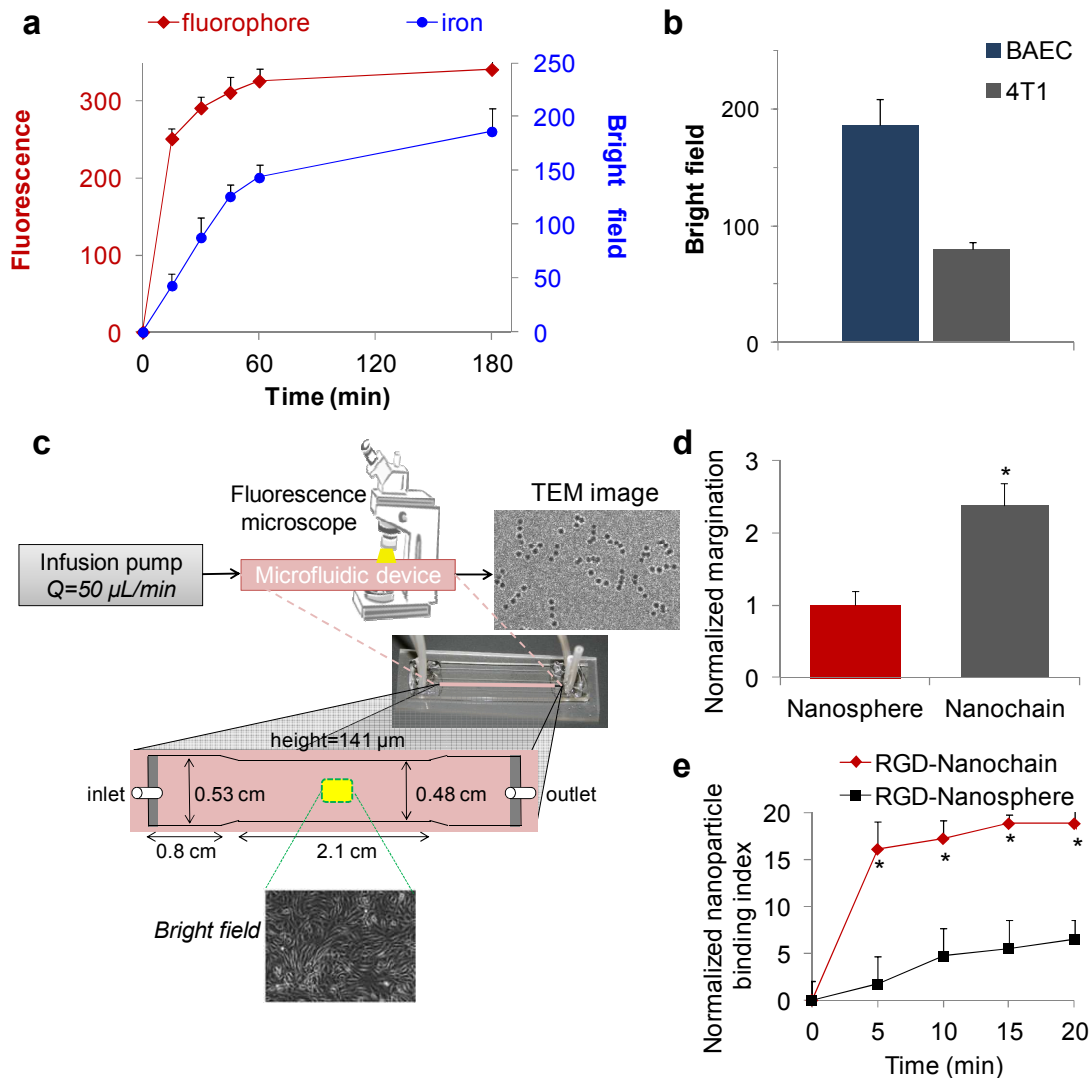 a
fluorophore
iron
Fluorescence
300
200
100
0
Bright field
250
200
150
100
50
0
0
60
120
180
Time (min)
b
BAEC
4T1
Bright field
200
100
0
c
Fluorescence
microscope
TEM image
Infusion pump
Q=50 µL/min
Microfluidic device
height=141 µm
inlet
0.53 cm
0.48 cm
outlet
0.8 cm
2.1 cm
Bright field
d
Normalized margination
3
2
1
0
*
Nanosphere
Nanochain
e
RGD-Nanochain
RGD-Nanosphere
Normalized nanoparticle
binding index
20
15
10
5
0
*
*
*
*
0
5
10
15
20
Time (min)